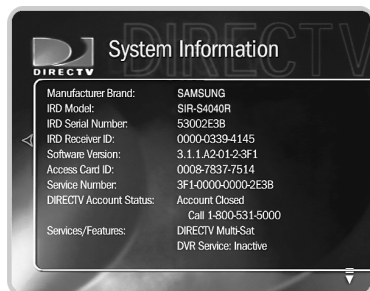 DIRECTV
System Information
DIRECTV
Manufacturer Brand: SAMSUNG
IRD Model: SIR-S4040R
IRD Serial Number: 53002E3B
IRD Receiver ID: 0000-0339-4145
Software Version: 3.1.1.A2-01-2-3F1
Access Card ID: 0008-7837-7514
Service Number: 3F1-0000-0000-2E3B
DIRECTV Account Status: Account Closed
Call 1-800-531-5000
Services/Features: DIRECTV Multi-Sat
DVR Service: Inactive